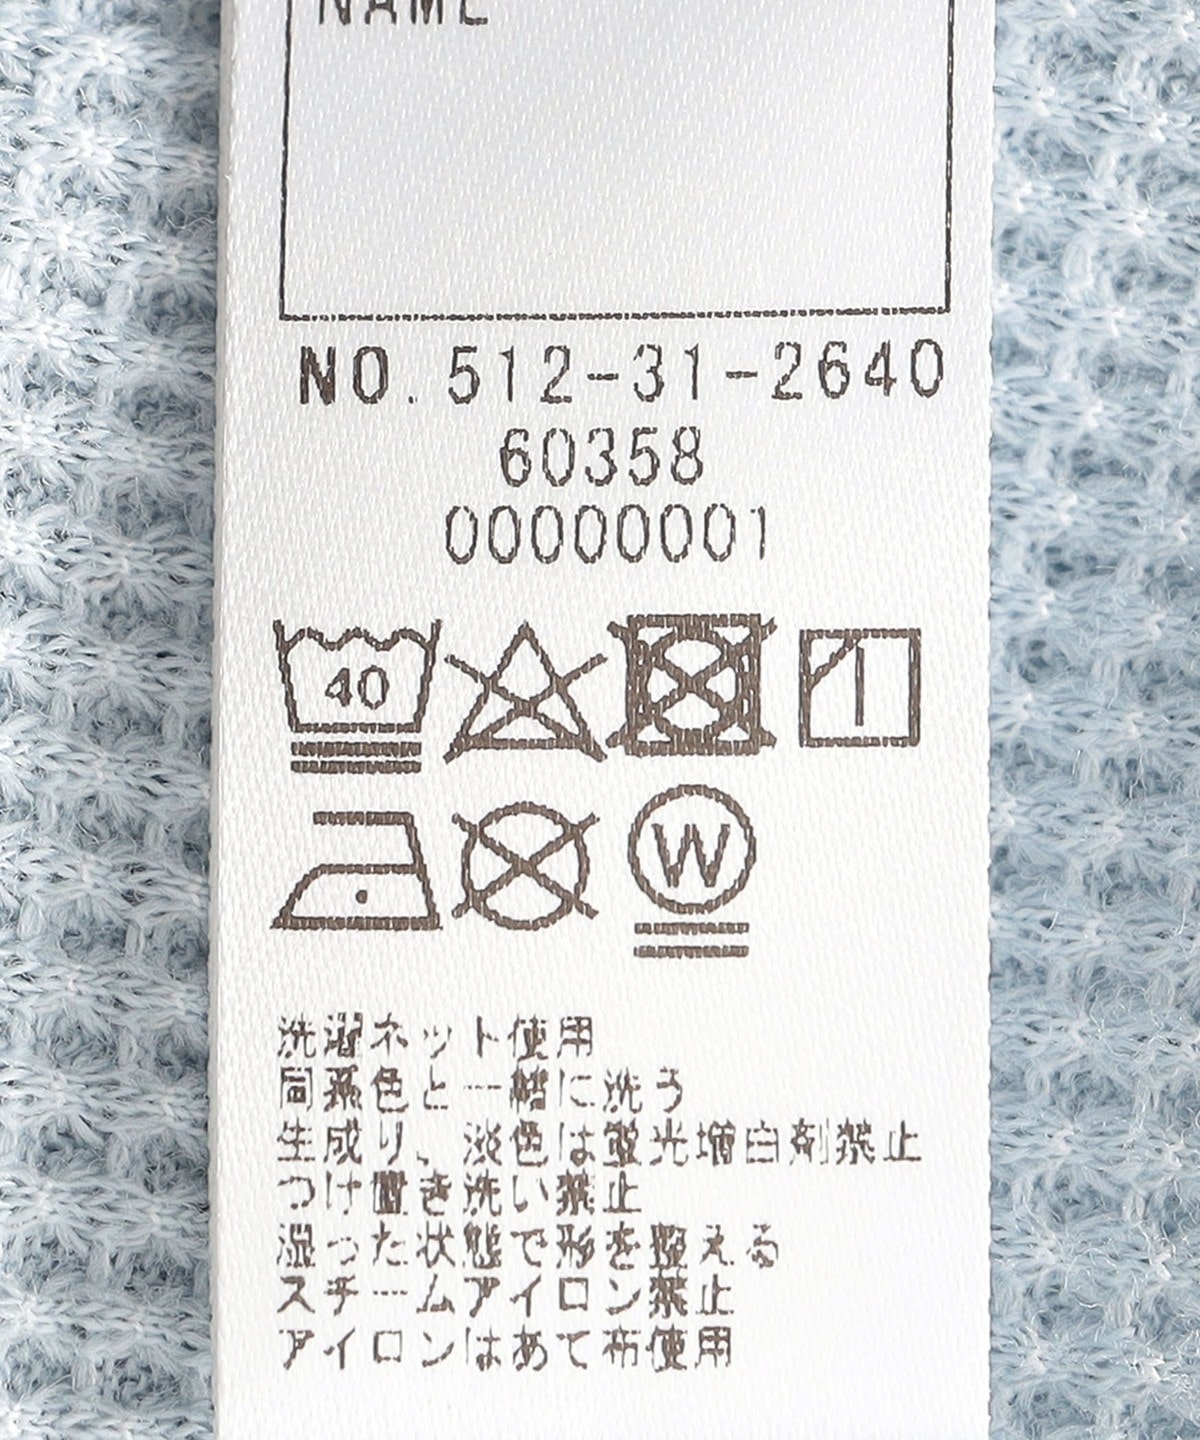 NAME
NO.512-31-2640
60358
00000001
40
W
洗濯ネット使用
同系色と一緒に洗う
生成り、淡色は蛍光増白剤禁止
つけ置き洗い禁止
湿った状態で形を整える
スチームアイロン禁止
アイロンはあて布使用